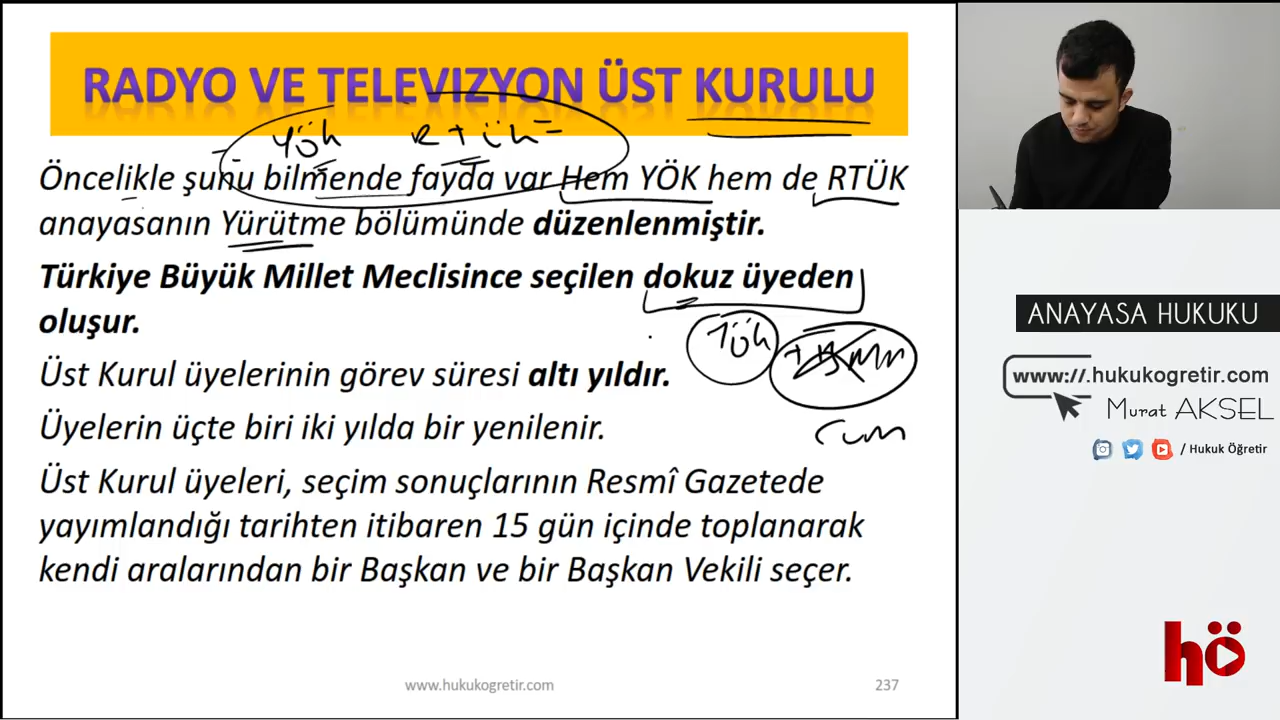 RADYO VE TELEVIZYON ÜST KURULU
YÖK
Öncelikle şunu bilmende fayda var Hem YÖK hem de RTÜK
anayasanın Yürütme bölümünde düzenlenmiştir.
Türkiye Büyük Millet Meclisince seçilen dokuz üyeden
oluşur.
YÖK
Üst Kurul üyelerinin görev süresi altı yıldır.
Üyelerin üçte biri iki yılda bir yenilenir.
Üst Kurul üyeleri, seçim sonuçlarının Resmî Gazetede
yayımlandığı tarihten itibaren 15 gün içinde toplanarak
kendi aralarından bir Başkan ve bir Başkan Vekili seçer.
www.hukukogretir.com
237
ANAYASA HUKUKU
www://.hukukogretir.com
Murat AKSEL
/ Hukuk Öğretir
hö